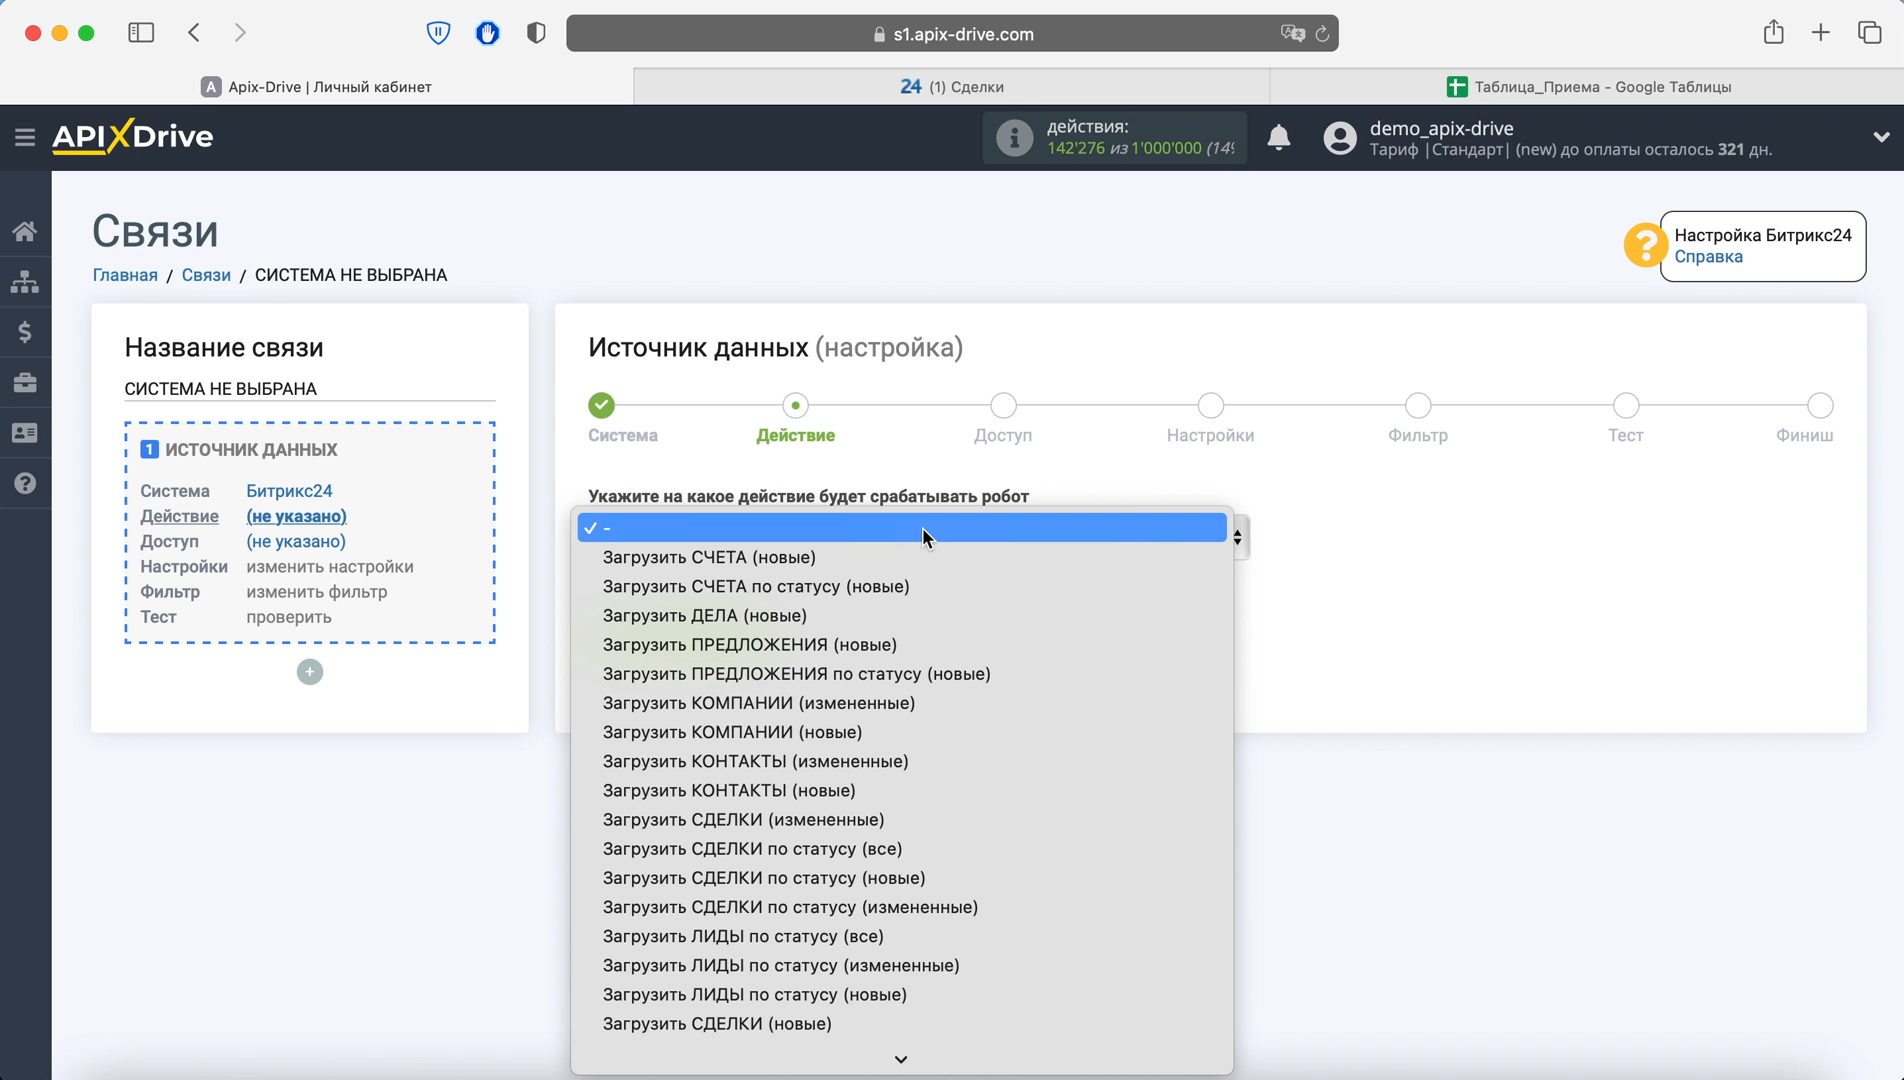 s1.apix-drive.com
Apix-Drive | Личный кабинет
24 (1) Сделки
Таблица_Приема - Google Таблицы
APIXDrive
действия:
142'276 из 1'000'000 (14%
demo_apix-drive
Тариф |Стандарт| (new) до оплаты осталось 321 дн.
Связи
Главная / Связи / СИСТЕМА НЕ ВЫБРАНА
Настройка Битрикс24
Справка
Название связи
СИСТЕМА НЕ ВЫБРАНА
1 ИСТОЧНИК ДАННЫХ
Система Битрикс24
Действие (не указано)
Доступ (не указано)
Настройки изменить настройки
Фильтр изменить фильтр
Тест проверить
Источник данных (настройка)
Система Действие Доступ Настройки Фильтр Тест Финиш
Укажите на какое действие будет срабатывать робот
-
Загрузить СЧЕТА (новые)
Загрузить СЧЕТА по статусу (новые)
Загрузить ДЕЛА (новые)
Загрузить ПРЕДЛОЖЕНИЯ (новые)
Загрузить ПРЕДЛОЖЕНИЯ по статусу (новые)
Загрузить КОМПАНИИ (измененные)
Загрузить КОМПАНИИ (новые)
Загрузить КОНТАКТЫ (измененные)
Загрузить КОНТАКТЫ (новые)
Загрузить СДЕЛКИ (измененные)
Загрузить СДЕЛКИ по статусу (все)
Загрузить СДЕЛКИ по статусу (новые)
Загрузить СДЕЛКИ по статусу (измененные)
Загрузить ЛИДЫ по статусу (все)
Загрузить ЛИДЫ по статусу (измененные)
Загрузить ЛИДЫ по статусу (новые)
Загрузить СДЕЛКИ (новые)